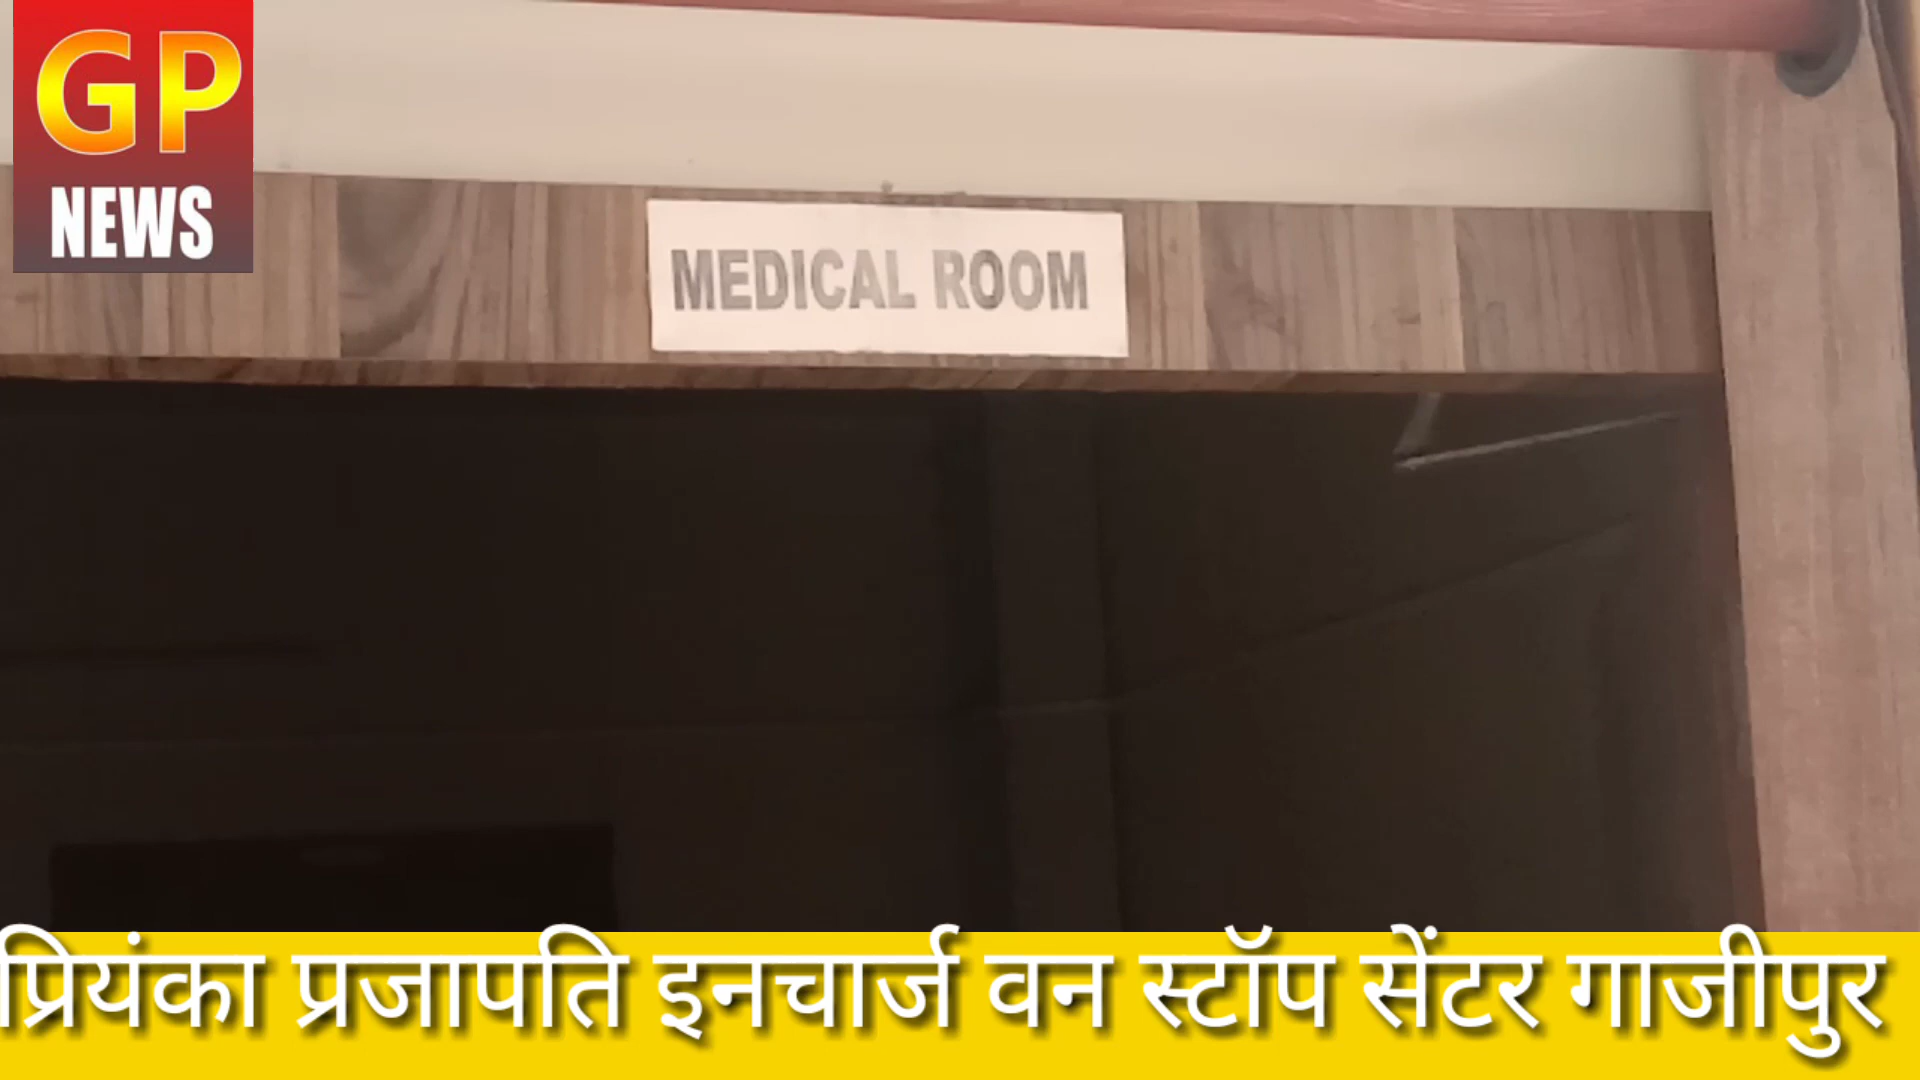 GP
NEWS
MEDICAL ROOM
प्रियंका प्रजापति इनचार्ज वन स्टॉप सेंटर गाजीपुर